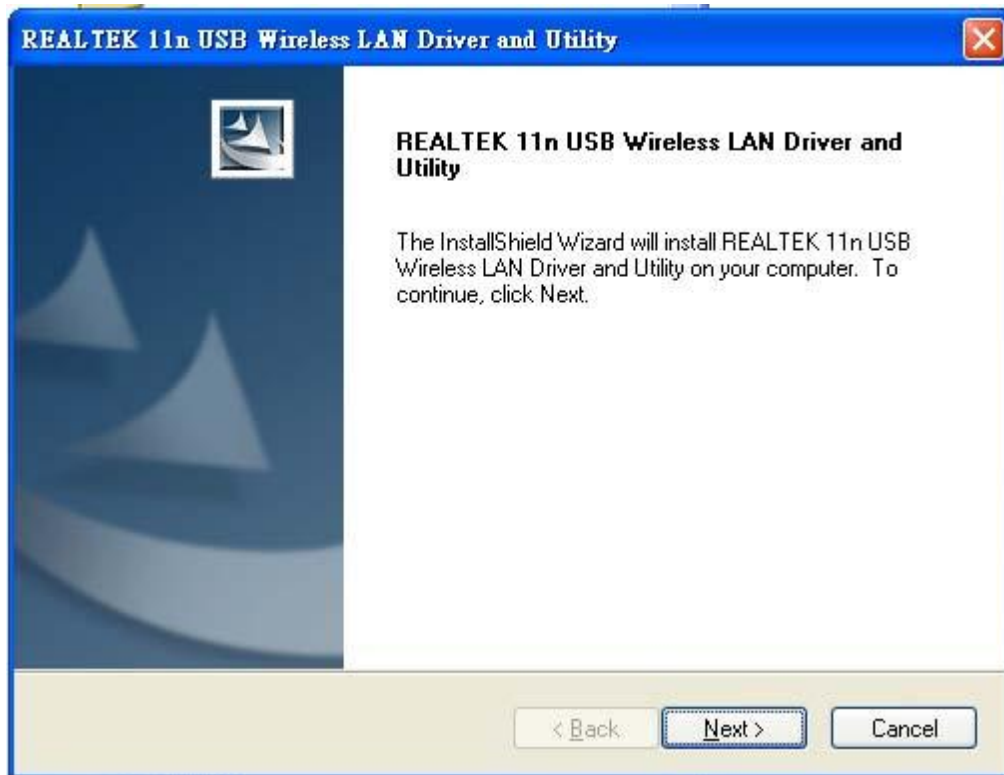 REALTEK 11n USB Wireless LAN Driver and Utility
REALTEK 11n USB Wireless LAN Driver and
Utility
The InstallShield Wizard will install REALTEK 11n USB
Wireless LAN Driver and Utility on your computer. To
continue, click Next.
< Back
Next >
Cancel